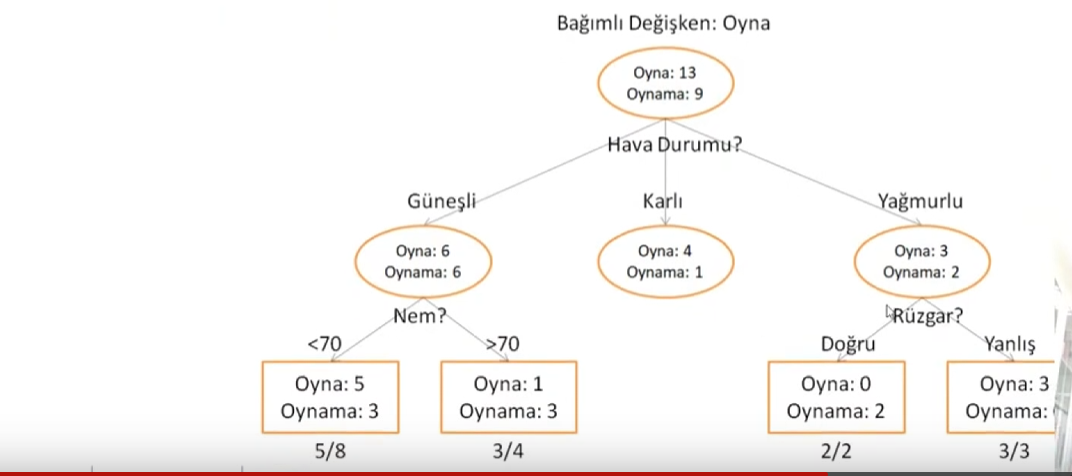 Bağımlı Değişken: Oyna
Oyna: 13
Oynama: 9
Hava Durumu?
Güneşli
Karlı
Yağmurlu
Oyna: 6
Oynama: 6
Oyna: 4
Oynama: 1
Oyna: 3
Oynama: 2
Nem?
Rüzgar?
<70
>70
Doğru
Yanlış
Oyna: 5
Oynama: 3
Oyna: 1
Oynama: 3
Oyna: 0
Oynama: 2
Oyna: 3
Oynama:
5/8
3/4
2/2
3/3